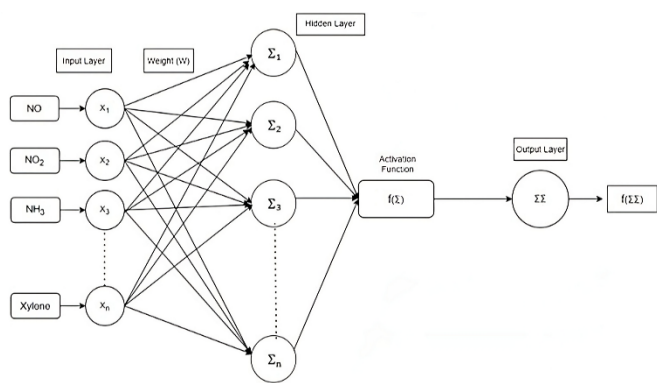 Hidden Layer
Input Layer
Weight (W)
Σ1
NO
X1
Σ2
NO2
X2
Activation
Function
Output Layer
NH3
X3
Σ3
f(Σ)
ΣΣ
f(ΣΣ)
Xylono
Xn
Σn